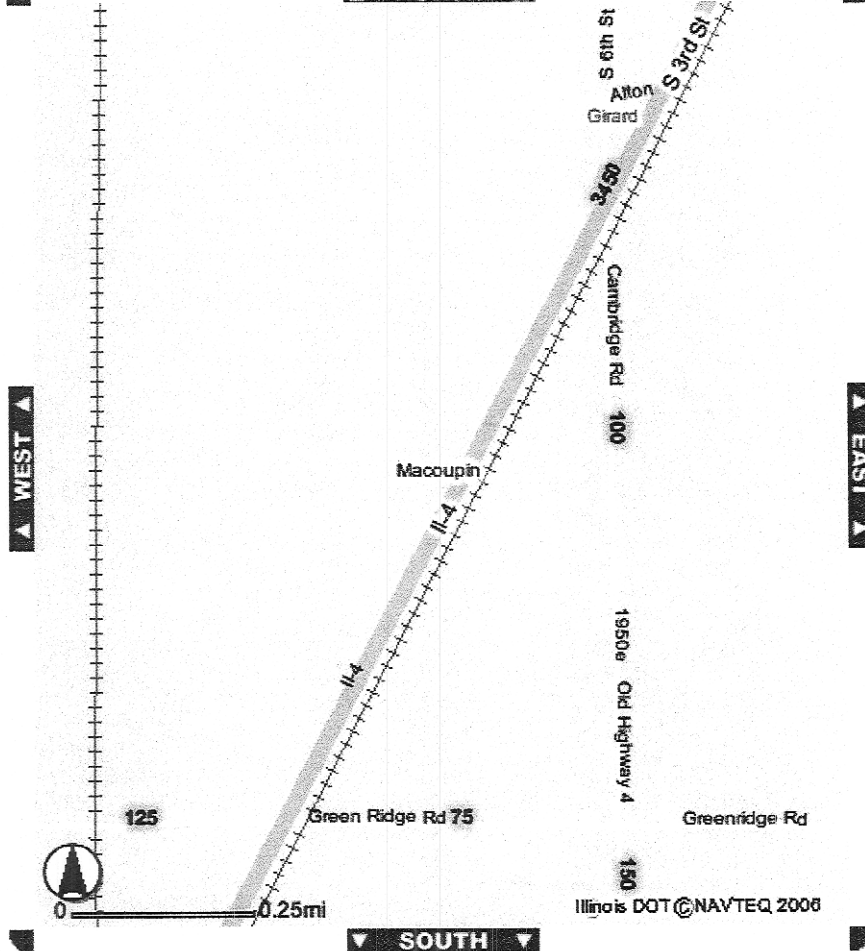 S 6th St
S 3rd St
Alton
Girard
3450
Cambridge Rd
100
▲ WEST ▲
▲ EAST ▲
Macoupin
Il-4
1950e Old Highway 4
Il-4
125
Green Ridge Rd 75
Greenridge Rd
150
0 0.25mi
Illinois DOT ©NAVTEQ 2006
▼ SOUTH ▼